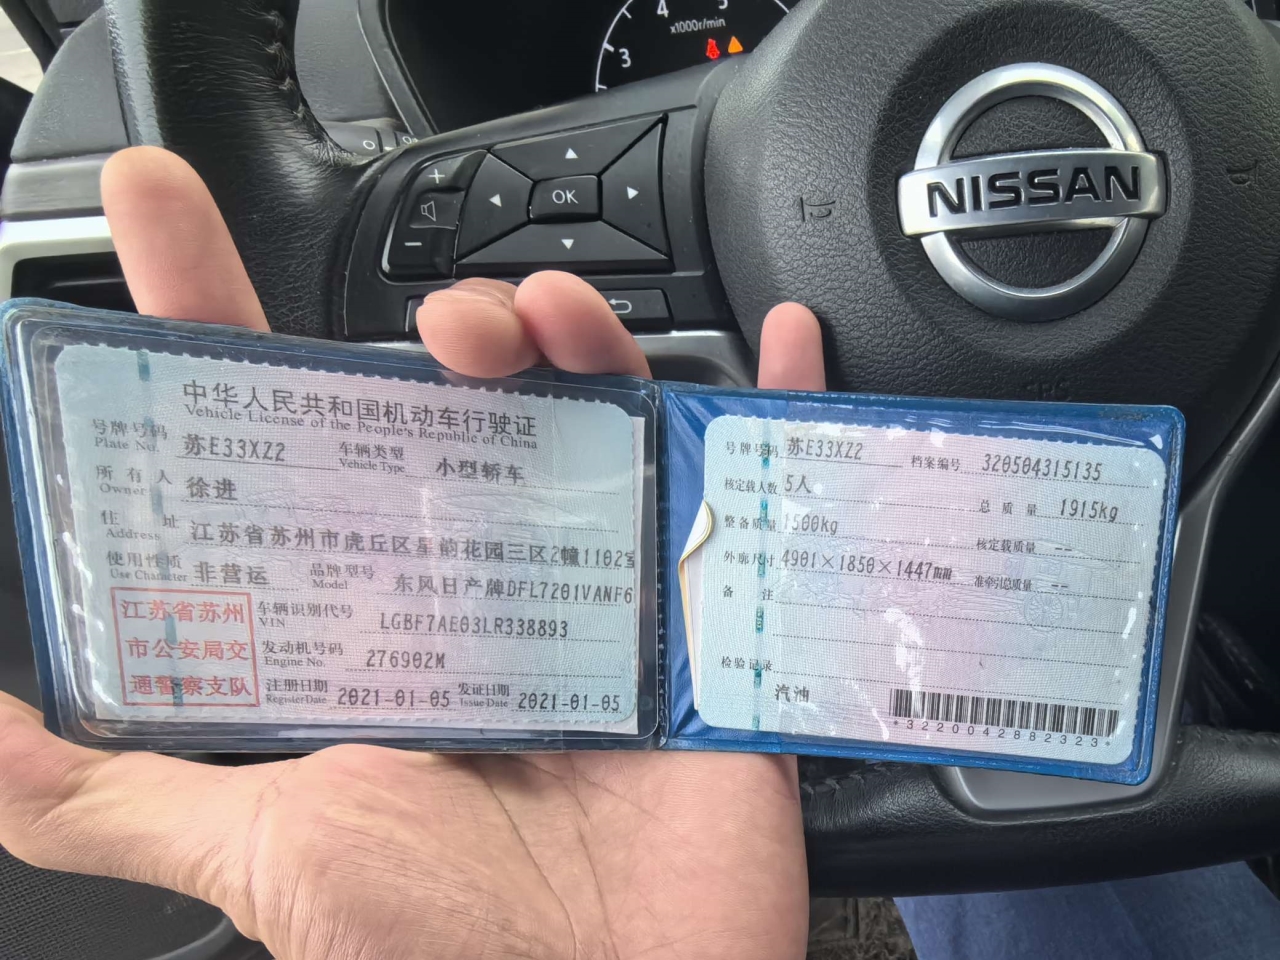 4 5
x1000r/min
3
+
OK
−
NISSAN
SRS
中华人民共和国机动车行驶证
Vehicle License of the People's Republic of China
号牌号码 苏E33XZ2 车辆类型 小型轿车
Plate No. Vehicle Type
所有人 徐进
Owner
住址 江苏省苏州市虎丘区星韵花园三区2幢1102室
Address
使用性质 非营运 品牌型号 东风日产牌DFL7201VANF6
Use Character Model
江苏省苏州
市公安局交
通警察支队
车辆识别代号 LGBF7AE03LR338893
VIN
发动机号码 276902M
Engine No.
注册日期 2021-01-05 发证日期 2021-01-05
Register Date Issue Date
号牌号码 苏E33XZ2 档案编号 320504315135
核定载人数 5人 总质量 1915kg
整备质量 1500kg 核定载质量 --
外廓尺寸 4901×1850×1447mm 准牵引总质量 --
备注
检验记录
汽油
*3220042882323*